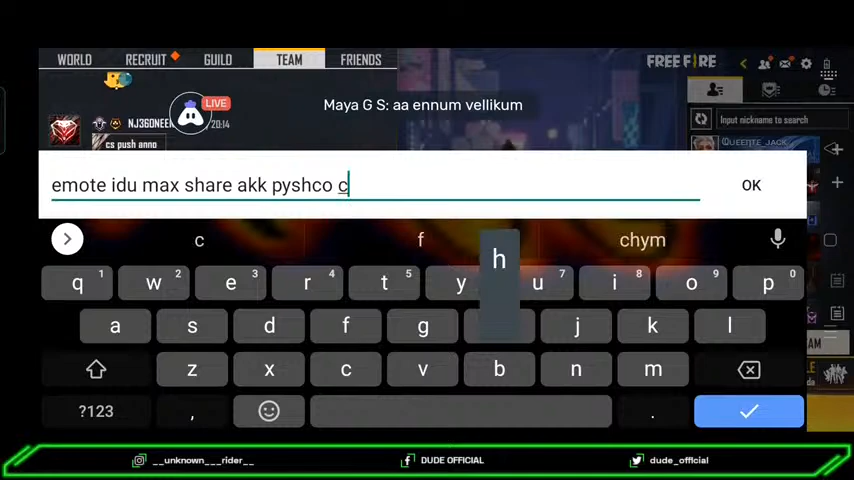 WORLD RECRUIT GUILD TEAM FRIENDS FREE FIRE
LIVE
Maya G S: aa ennum vellikum
20:14
Input nickname to search
cs push anno
emote idu max share akk pyshco c
OK
c f chym
h
q 1 w 2 e 3 r 4 t 5 y u 7 i 8 o 9 p 0
a s d f g j k l
z x c v b n m
?123 , .
__unknown___rider__ DUDE OFFICIAL dude_official